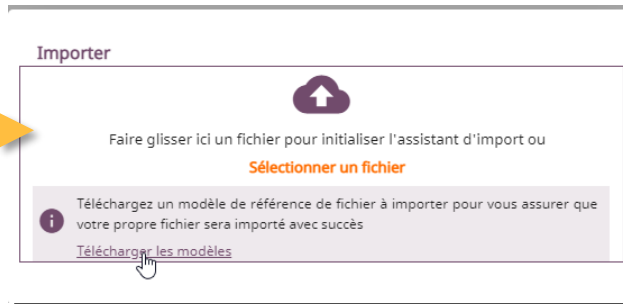 Importer
Faire glisser ici un fichier pour initialiser l'assistant d'import ou
Sélectionner un fichier
Téléchargez un modèle de référence de fichier à importer pour vous assurer que
votre propre fichier sera importé avec succès
Télécharger les modèles